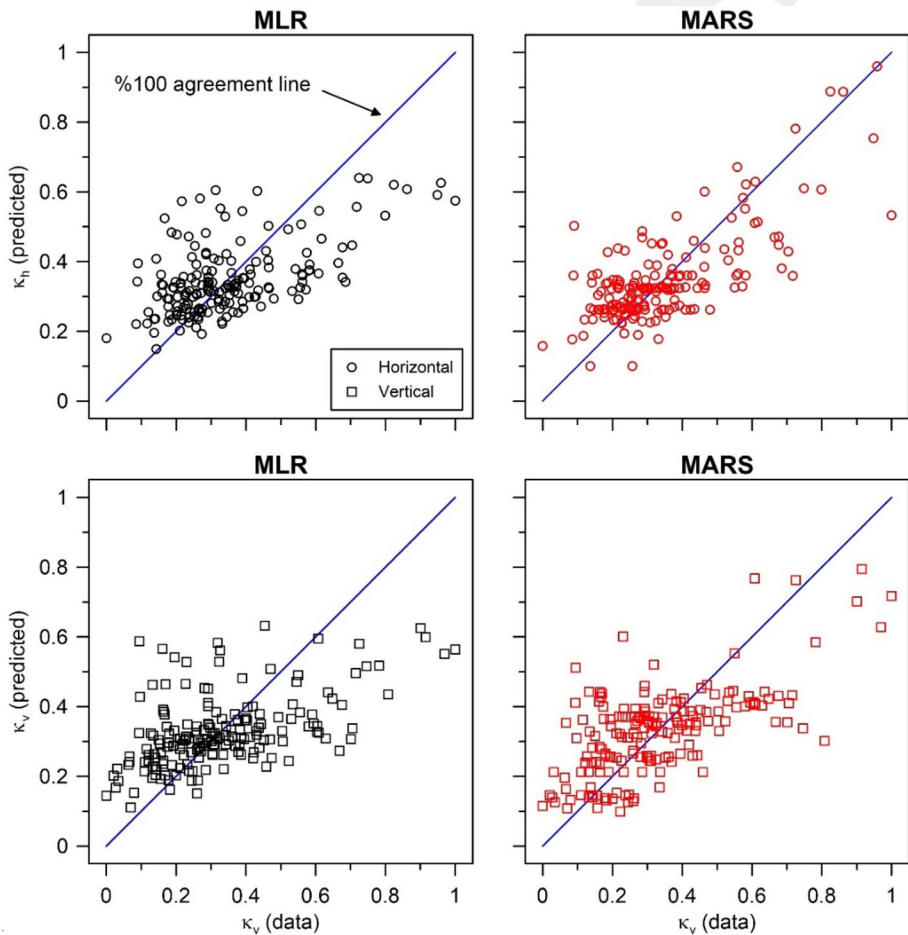 MLR
MARS
1
0.8
0.6
0.4
0.2
0
κh (predicted)
%100 agreement line
Horizontal
Vertical
MLR
MARS
1
0.8
0.6
0.4
0.2
0
κv (predicted)
0 0.2 0.4 0.6 0.8 1
0 0.2 0.4 0.6 0.8 1
κv (data)
κv (data)